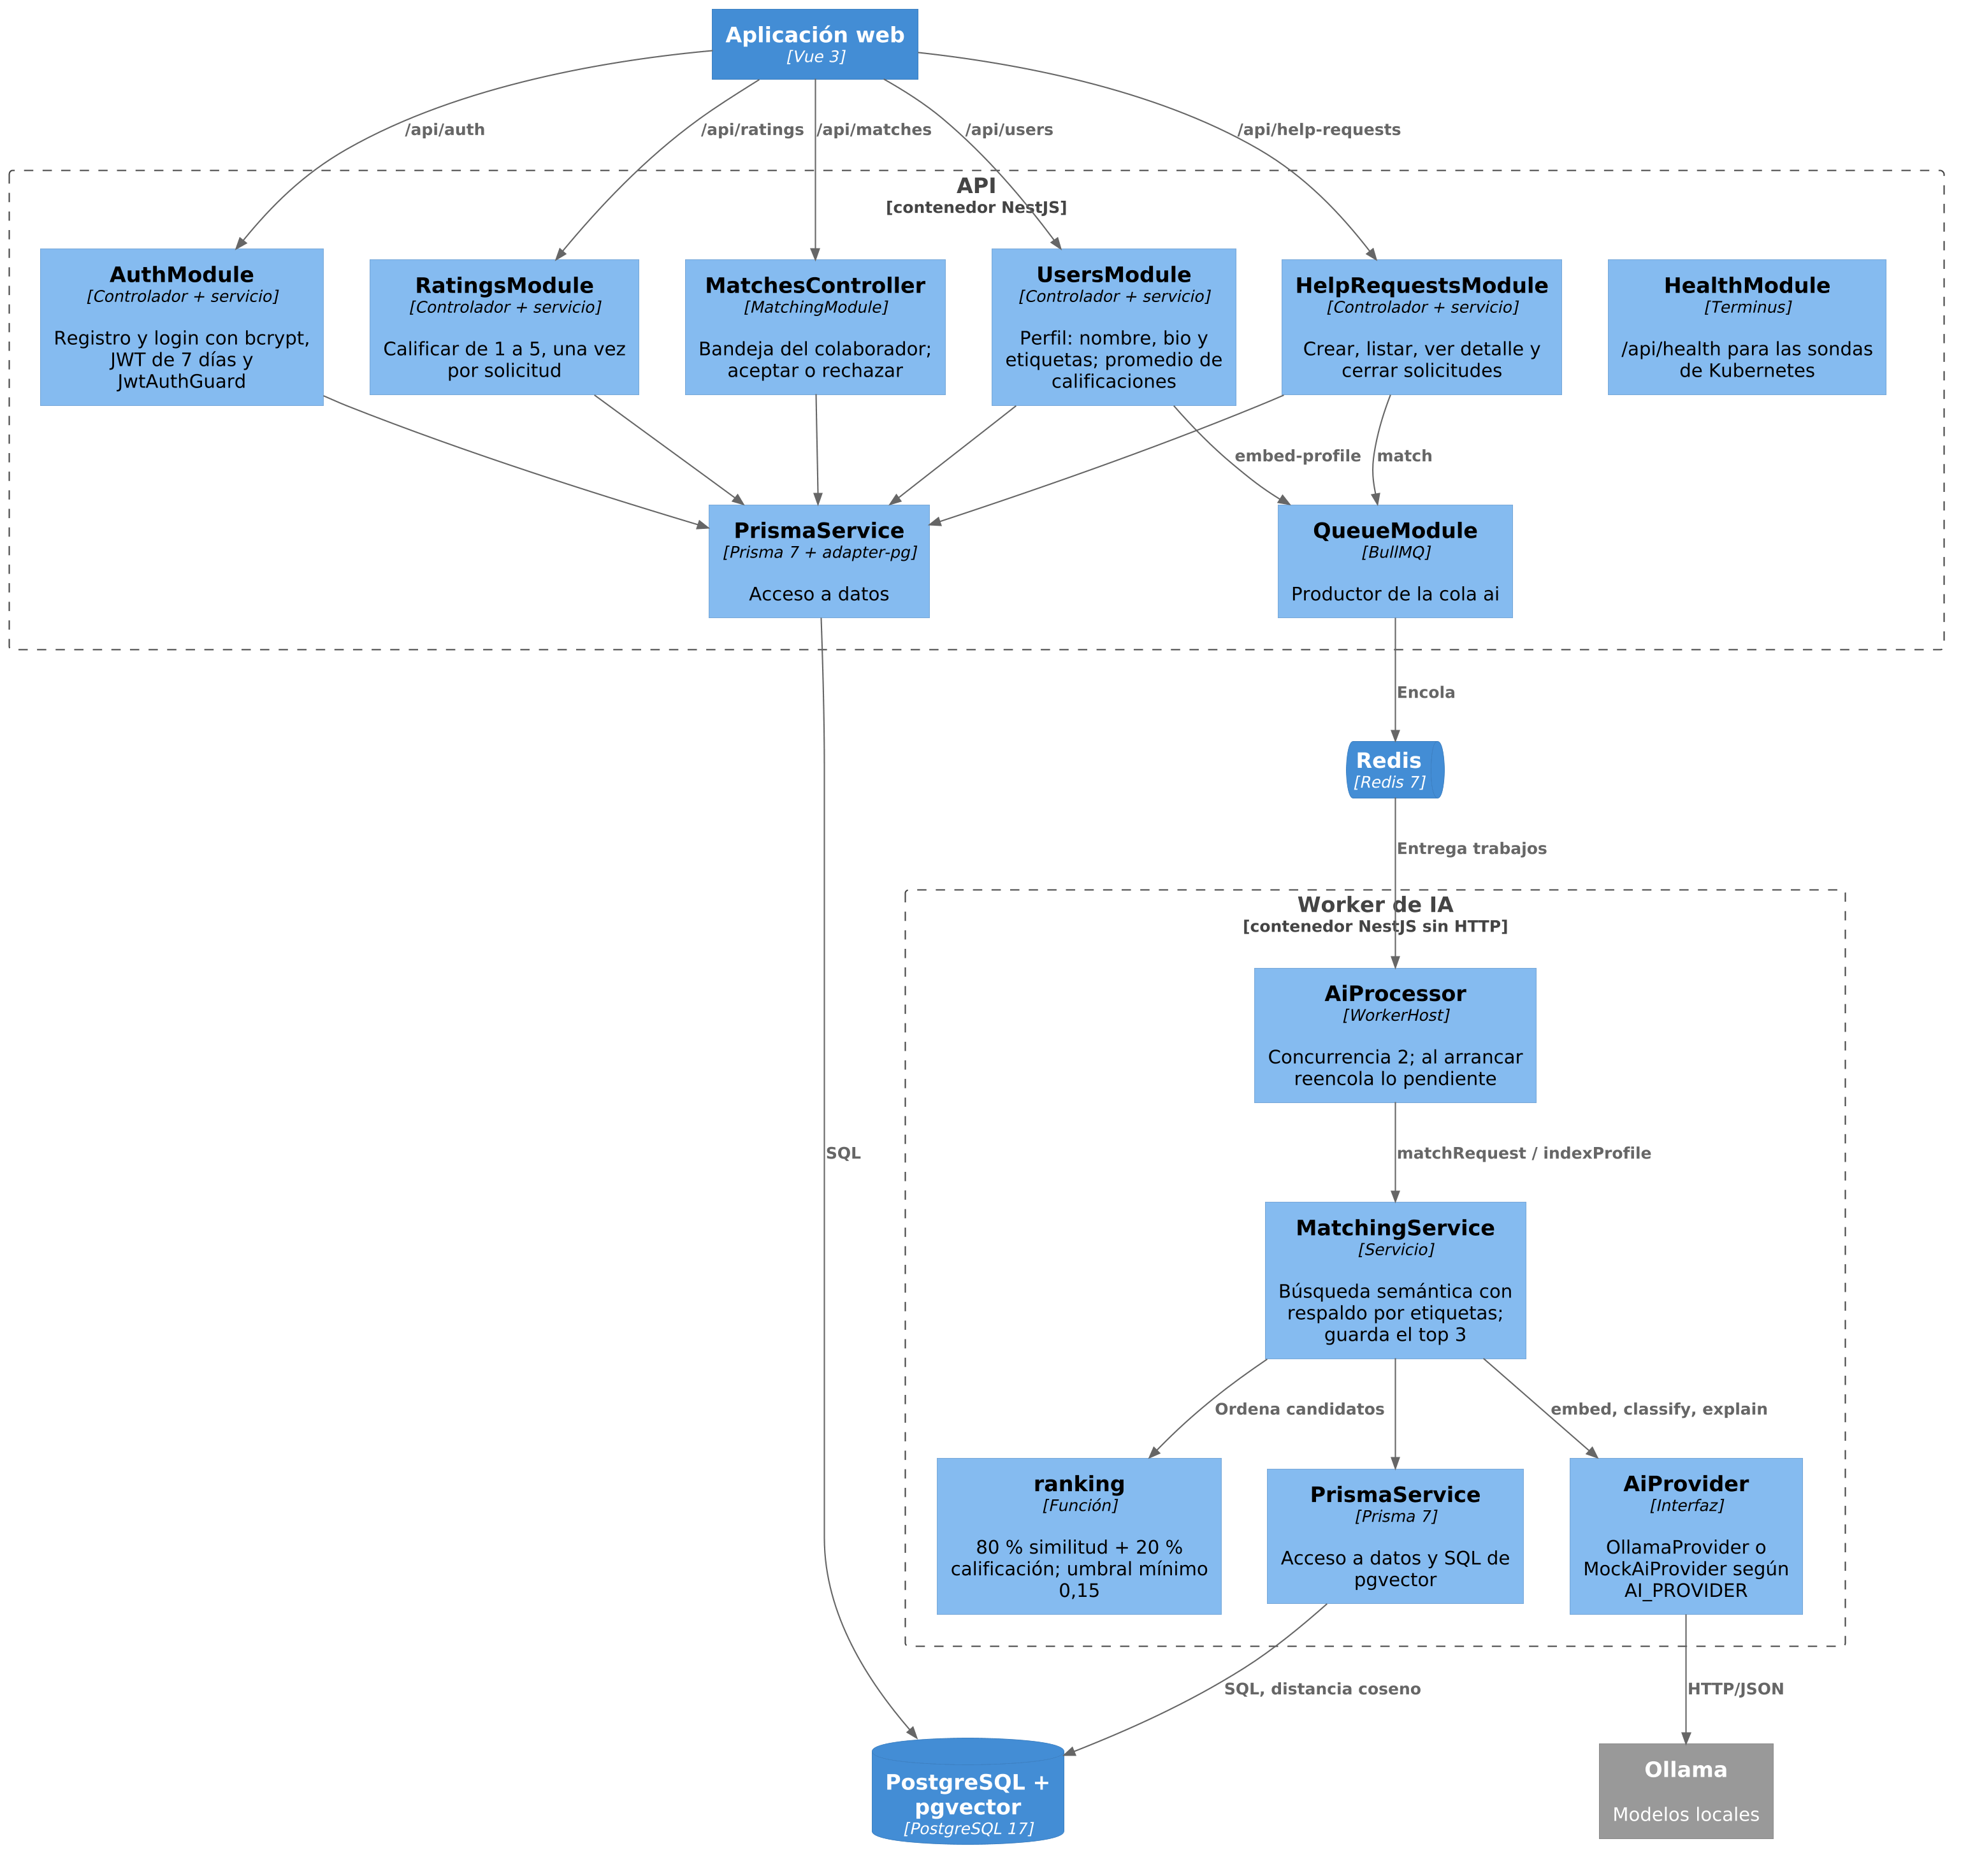 Aplicación web
[Vue 3]
/api/auth
/api/ratings
/api/matches
/api/users
/api/help-requests
API
[contenedor NestJS]
AuthModule
[Controlador + servicio]
Registro y login con bcrypt,
JWT de 7 días y
JwtAuthGuard
RatingsModule
[Controlador + servicio]
Calificar de 1 a 5, una vez
por solicitud
MatchesController
[MatchingModule]
Bandeja del colaborador;
aceptar o rechazar
UsersModule
[Controlador + servicio]
Perfil: nombre, bio y
etiquetas; promedio de
calificaciones
HelpRequestsModule
[Controlador + servicio]
Crear, listar, ver detalle y
cerrar solicitudes
HealthModule
[Terminus]
/api/health para las sondas
de Kubernetes
embed-profile
match
PrismaService
[Prisma 7 + adapter-pg]
Acceso a datos
QueueModule
[BullMQ]
Productor de la cola ai
Encola
Redis
[Redis 7]
Entrega trabajos
Worker de IA
[contenedor NestJS sin HTTP]
AiProcessor
[WorkerHost]
Concurrencia 2; al arrancar
reencola lo pendiente
SQL
matchRequest / indexProfile
MatchingService
[Servicio]
Búsqueda semántica con
respaldo por etiquetas;
guarda el top 3
Ordena candidatos
embed, classify, explain
ranking
[Función]
80 % similitud + 20 %
calificación; umbral mínimo
0,15
PrismaService
[Prisma 7]
Acceso a datos y SQL de
pgvector
AiProvider
[Interfaz]
OllamaProvider o
MockAiProvider según
AI_PROVIDER
SQL, distancia coseno
HTTP/JSON
PostgreSQL +
pgvector
[PostgreSQL 17]
Ollama
Modelos locales